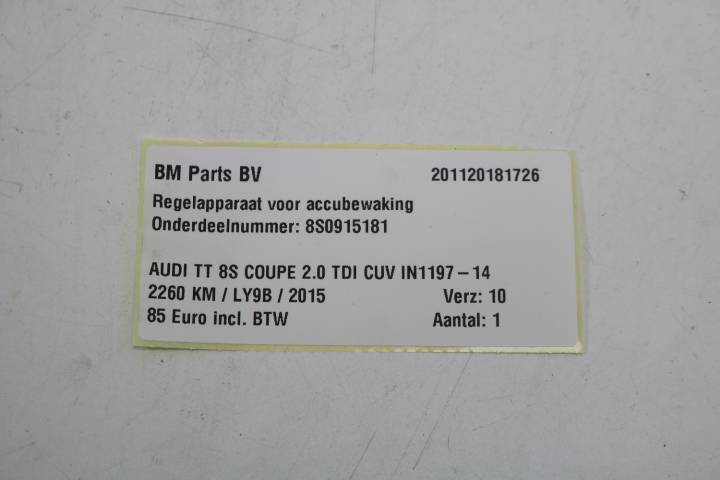 BM Parts BV 201120181726
Regelapparaat voor accubewaking
Onderdeelnummer: 8S0915181
AUDI TT 8S COUPE 2.0 TDI CUV IN1197 – 14
2260 KM / LY9B / 2015 Verz: 10
85 Euro incl. BTW Aantal: 1